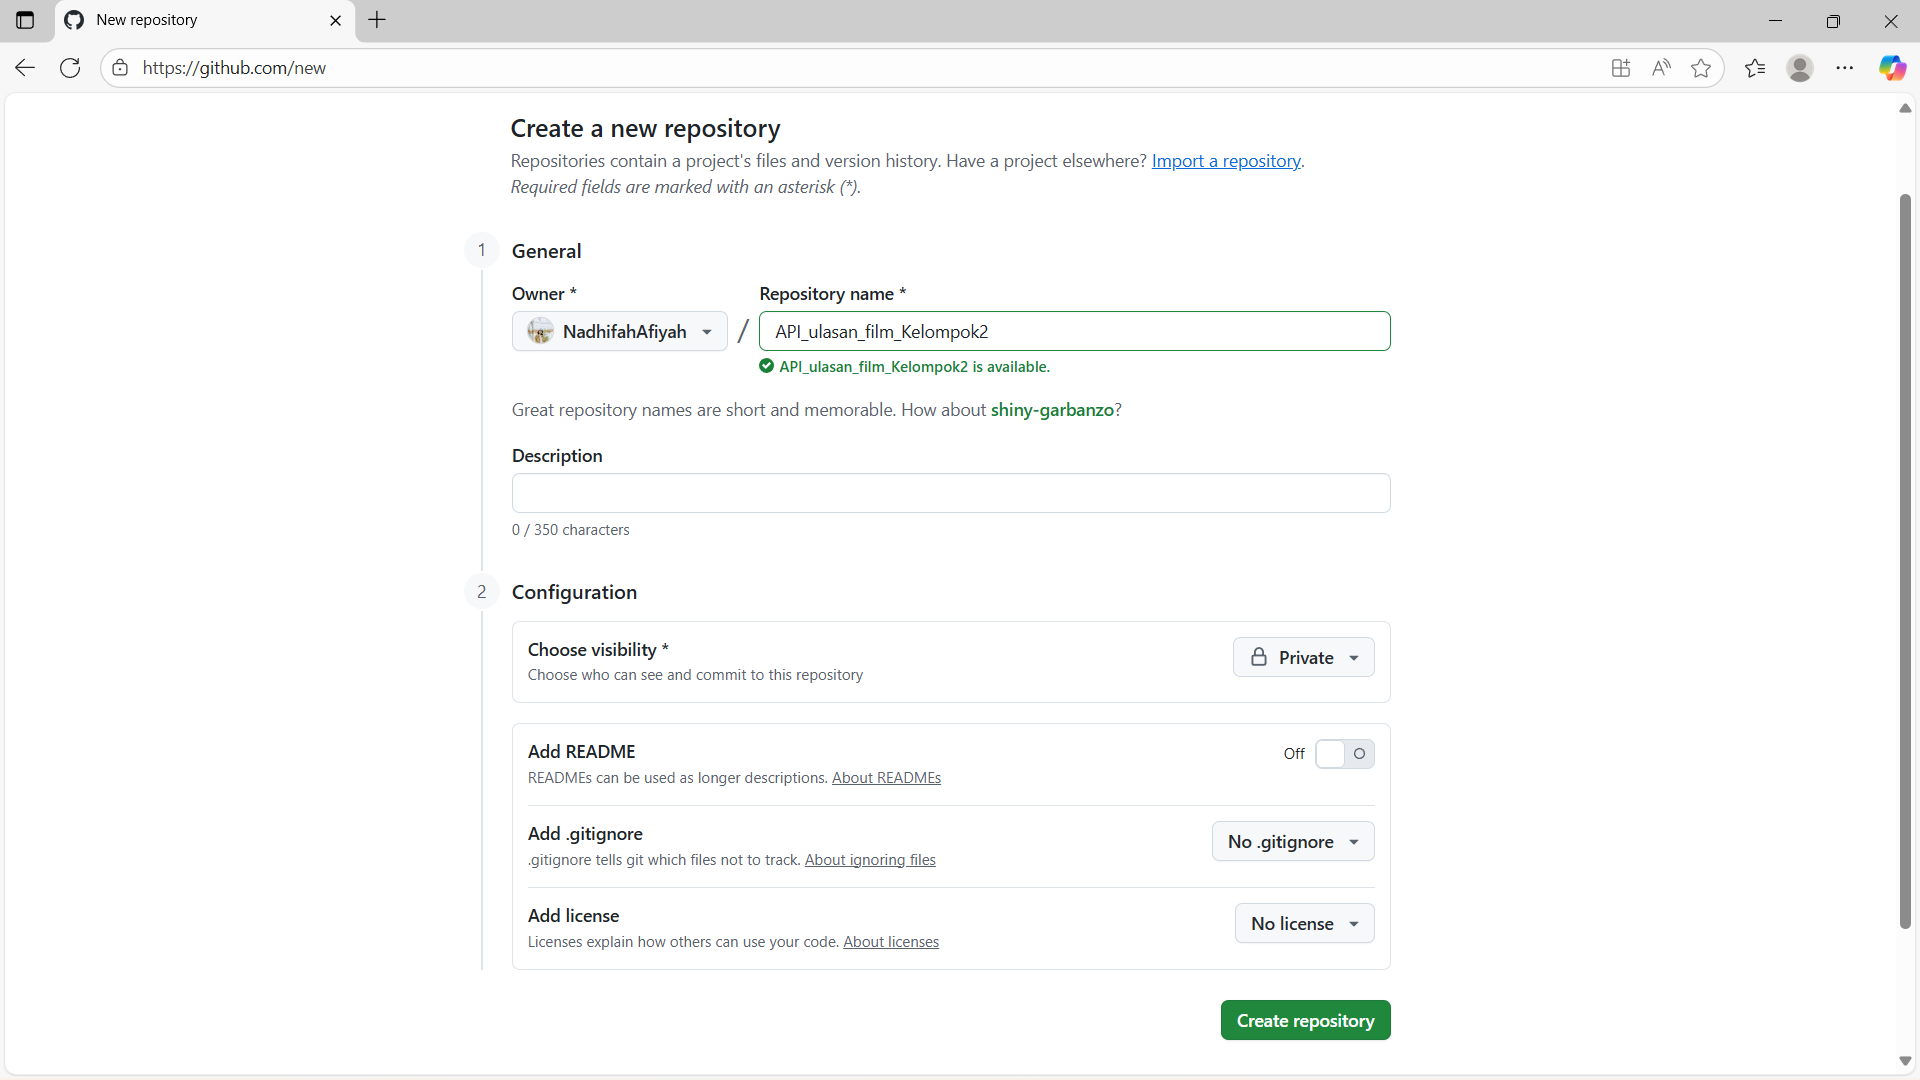 New repository
https://github.com/new
Create a new repository
Repositories contain a project's files and version history. Have a project elsewhere? Import a repository.
Required fields are marked with an asterisk (*).
1 General
Owner *
Repository name *
NadhifahAfiyah / API_ulasan_film_Kelompok2
API_ulasan_film_Kelompok2 is available.
Great repository names are short and memorable. How about shiny-garbanzo?
Description
0 / 350 characters
2 Configuration
Choose visibility *
Choose who can see and commit to this repository
Private
Add README
READMEs can be used as longer descriptions. About READMEs
Off
Add .gitignore
.gitignore tells git which files not to track. About ignoring files
No .gitignore
Add license
Licenses explain how others can use your code. About licenses
No license
Create repository